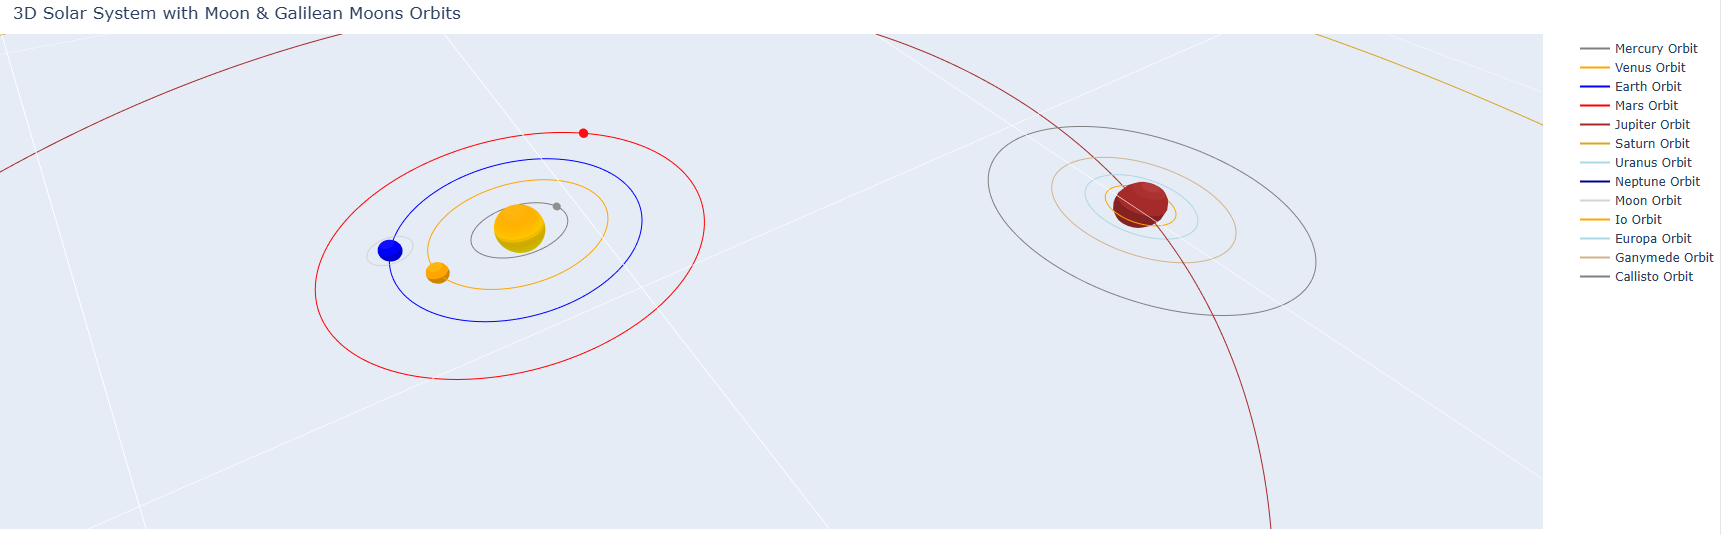 3D Solar System with Moon & Galilean Moons Orbits
Mercury Orbit
Venus Orbit
Earth Orbit
Mars Orbit
Jupiter Orbit
Saturn Orbit
Uranus Orbit
Neptune Orbit
Moon Orbit
Io Orbit
Europa Orbit
Ganymede Orbit
Callisto Orbit